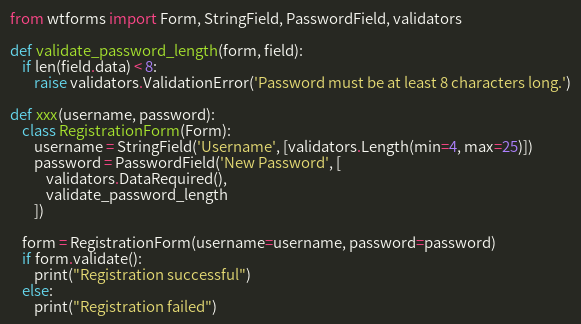 from wtforms import Form, StringField, PasswordField, validators
def validate_password_length(form, field):
if len(field.data) < 8:
raise validators.ValidationError('Password must be at least 8 characters long.')
def xxx(username, password):
class RegistrationForm(Form):
username = StringField('Username', [validators.Length(min=4, max=25)])
password = PasswordField('New Password', [
validators.DataRequired(),
validate_password_length
])
form = RegistrationForm(username=username, password=password)
if form.validate():
print("Registration successful")
else:
print("Registration failed")